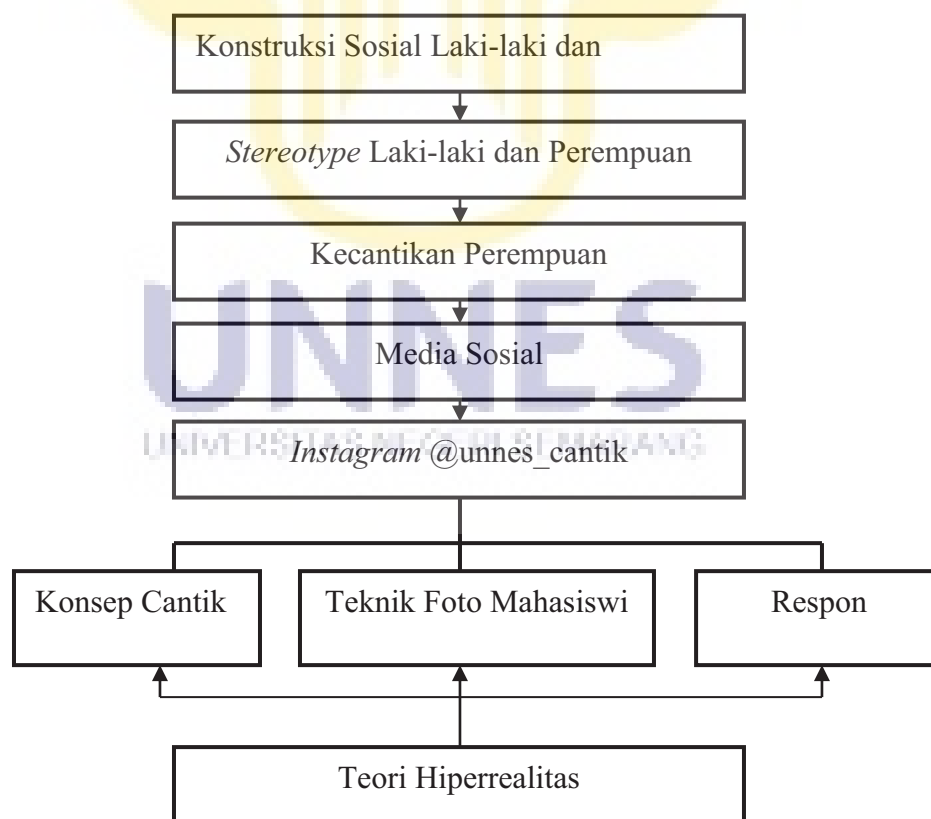 Konstruksi Sosial Laki-laki dan
Stereotype Laki-laki dan Perempuan
Kecantikan Perempuan
UNNES
Media Sosial
UNIVERSITAS NEGERI SEMARANG
Instagram @unnes_cantik
Konsep Cantik
Teknik Foto Mahasiswi
Respon
Teori Hiperrealitas